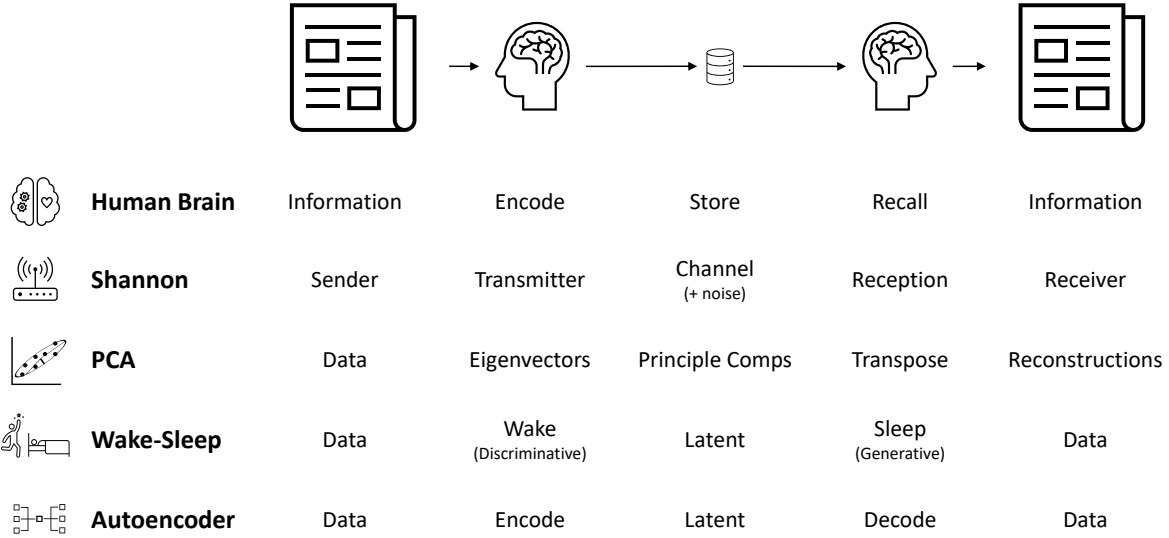 Human Brain Information Encode Store Recall Information
Shannon Sender Transmitter Channel Reception Receiver
(+ noise)
PCA Data Eigenvectors Principle Comps Transpose Reconstructions
Wake-Sleep Data Wake Latent Sleep Data
(Discriminative) (Generative)
Autoencoder Data Encode Latent Decode Data